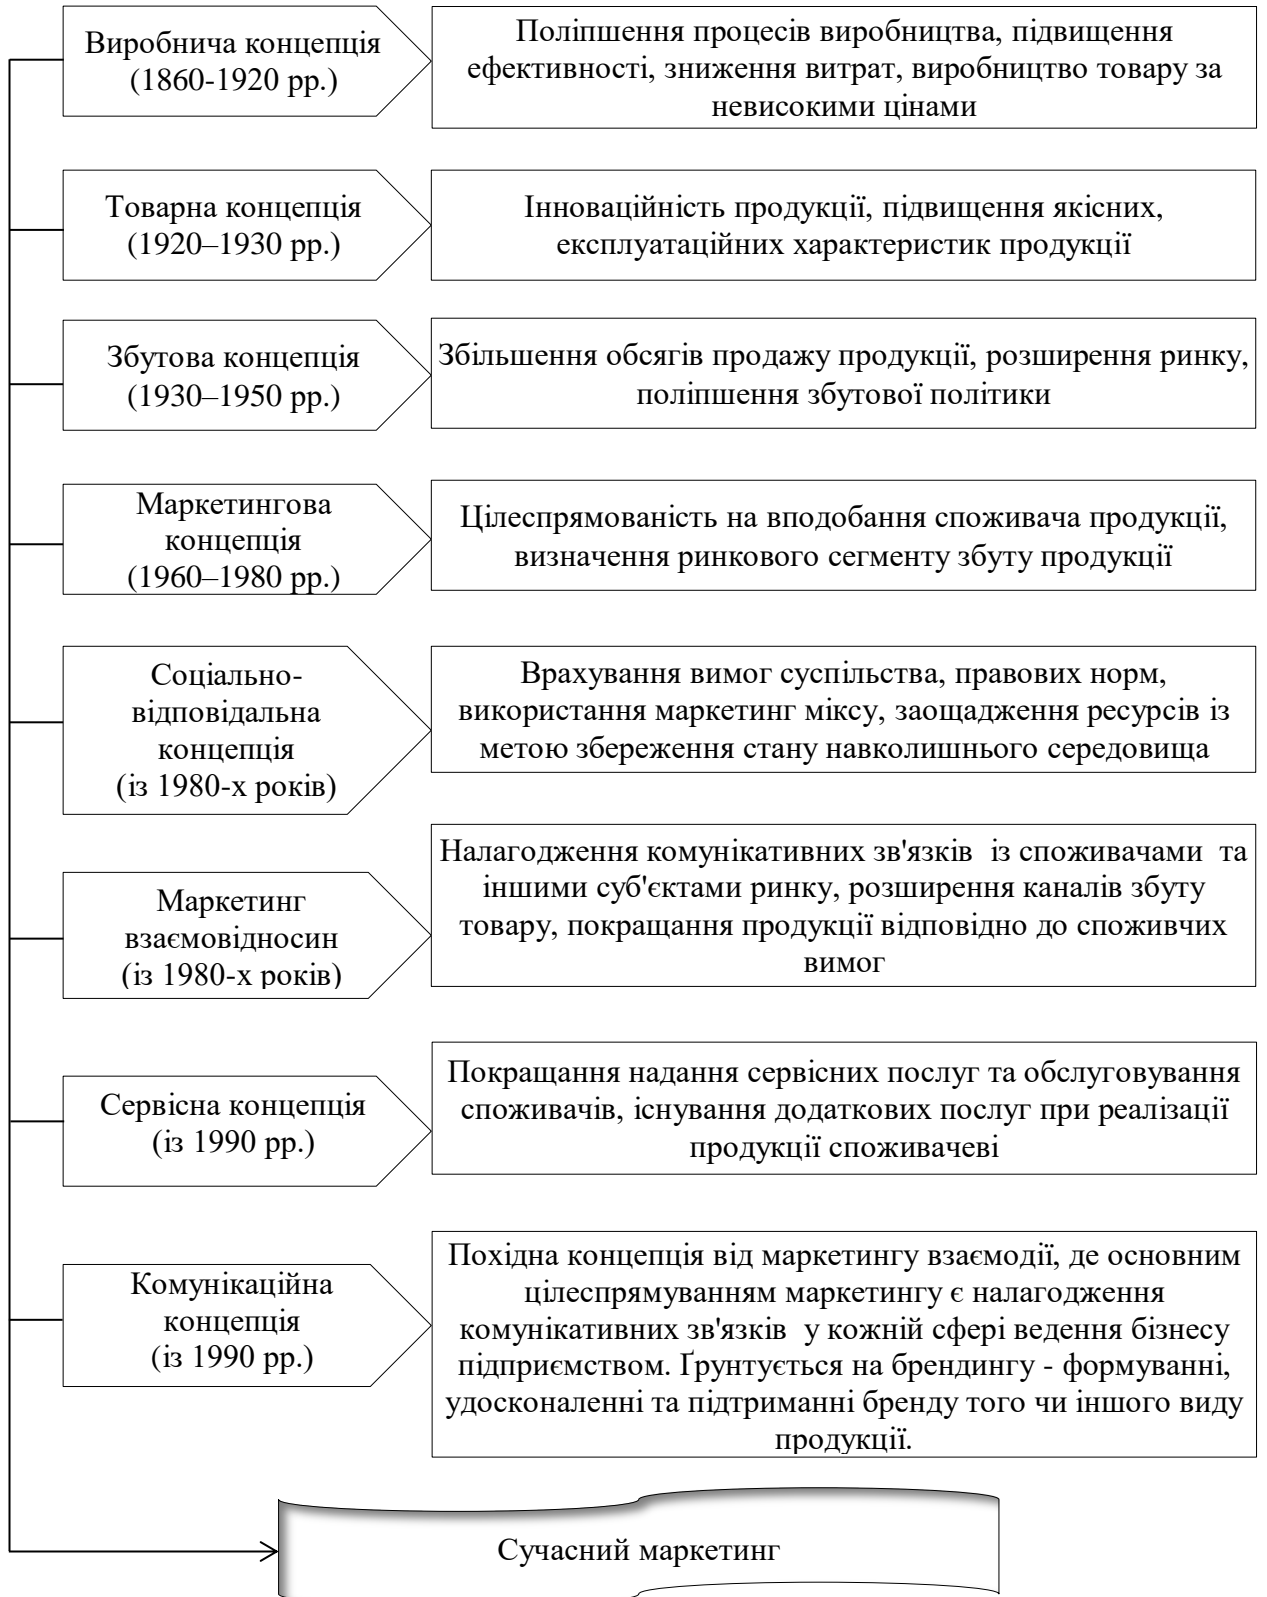 Виробнича концепція
(1860-1920 рр.)
Поліпшення процесів виробництва, підвищення
ефективності, зниження витрат, виробництво товару за
невисокими цінами
Товарна концепція
(1920–1930 рр.)
Інноваційність продукції, підвищення якісних,
експлуатаційних характеристик продукції
Збутова концепція
(1930–1950 рр.)
Збільшення обсягів продажу продукції, розширення ринку,
поліпшення збутової політики
Маркетингова
концепція
(1960–1980 рр.)
Цілеспрямованість на вподобання споживача продукції,
визначення ринкового сегменту збуту продукції
Соціально-
відповідальна
концепція
(із 1980-х років)
Врахування вимог суспільства, правових норм,
використання маркетинг міксу, заощадження ресурсів із
метою збереження стану навколишнього середовища
Маркетинг
взаємовідносин
(із 1980-х років)
Налагодження комунікативних зв'язків  із споживачами  та
іншими суб'єктами ринку, розширення каналів збуту
товару, покращання продукції відповідно до споживчих
вимог
Сервісна концепція
(із 1990 рр.)
Покращання надання сервісних послуг та обслуговування
споживачів, існування додаткових послуг при реалізації
продукції споживачеві
Комунікаційна
концепція
(із 1990 рр.)
Похідна концепція від маркетингу взаємодії, де основним
цілеспрямуванням маркетингу є налагодження
комунікативних зв'язків  у кожній сфері ведення бізнесу
підприємством. Ґрунтується на брендингу - формуванні,
удосконаленні та підтриманні бренду того чи іншого виду
продукції.
Сучасний маркетинг